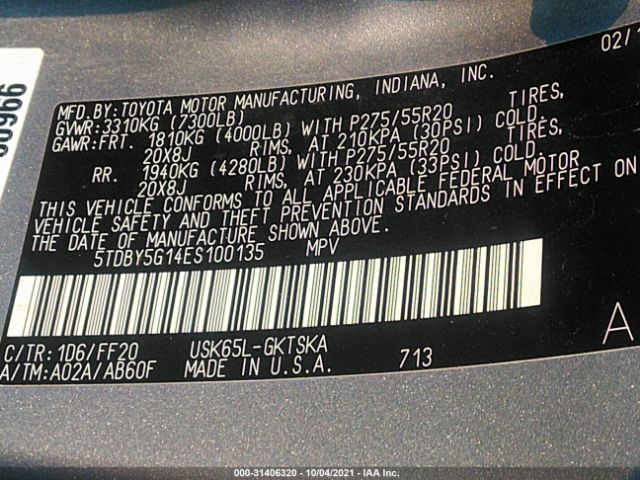 02/1
MFD.BY:TOYOTA MOTOR MANUFACTURING, INDIANA, INC.
GVWR:3310KG (7300LB)
GAWR:FRT. 1810KG (4000LB) WITH P275/55R20 TIRES,
20X8J RIMS, AT 210KPA (30PSI) COLD.
RR. 1940KG (4280LB) WITH P275/55R20 TIRES,
20X8J RIMS, AT 230KPA (33PSI) COLD.
THIS VEHICLE CONFORMS TO ALL APPLICABLE FEDERAL MOTOR
VEHICLE SAFETY AND THEFT PREVENTION STANDARDS IN EFFECT ON
THE DATE OF MANUFACTURE SHOWN ABOVE.
5TDBY5G14ES100135 MPV
C/TR:1D6/FF20 USK65L-GKTSKA A
A/TM:A02A/AB60F MADE IN U.S.A. 713
000-31406320 - 10/04/2021 - IAA Inc.